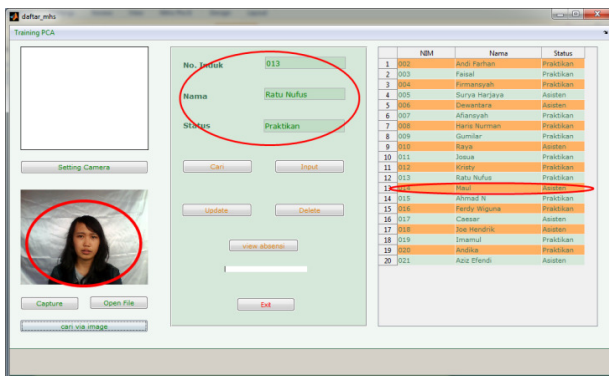 daftar_mhs
Training PCA
No. Induk 013
Nama Ratu Nufus
Status Praktikan
Cari Input
Update Delete
view absensi
Exit
Setting Camera
Capture Open File
cari via image
NIM Nama Status
1 002 Andi Farhan Praktikan
2 003 Faisal Praktikan
3 004 Firmansyah Praktikan
4 005 Surya Harjaya Asisten
5 006 Dewantara Asisten
6 007 Afiansyah Praktikan
7 008 Haris Nurman Praktikan
8 009 Gumilar Praktikan
9 010 Raya Asisten
10 011 Josua Praktikan
11 012 Kristy Praktikan
12 013 Ratu Nufus Praktikan
13 014 Maul Asisten
14 015 Ahmad N Praktikan
15 016 Ferdy Wiguna Praktikan
16 017 Caesar Asisten
17 018 Joe Hendrik Asisten
18 019 Imamul Praktikan
19 020 Andika Praktikan
20 021 Aziz Efendi Asisten